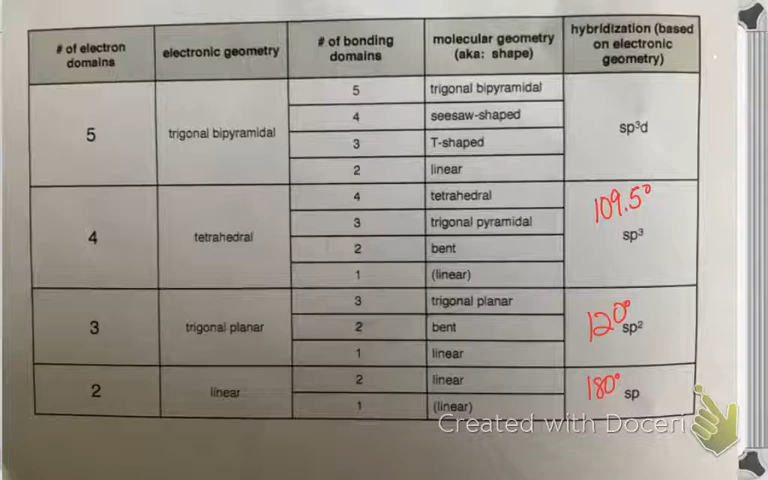 # of electron domains
electronic geometry
# of bonding domains
molecular geometry (aka: shape)
hybridization (based on electronic geometry)
5
trigonal bipyramidal
5
trigonal bipyramidal
4
seesaw-shaped
3
T-shaped
2
linear
sp³d
4
tetrahedral
4
tetrahedral
3
trigonal pyramidal
2
bent
1
(linear)
109.5°
sp³
3
trigonal planar
3
trigonal planar
2
bent
1
linear
120°
sp²
2
linear
2
linear
1
(linear)
180°
sp
Created with Doceri